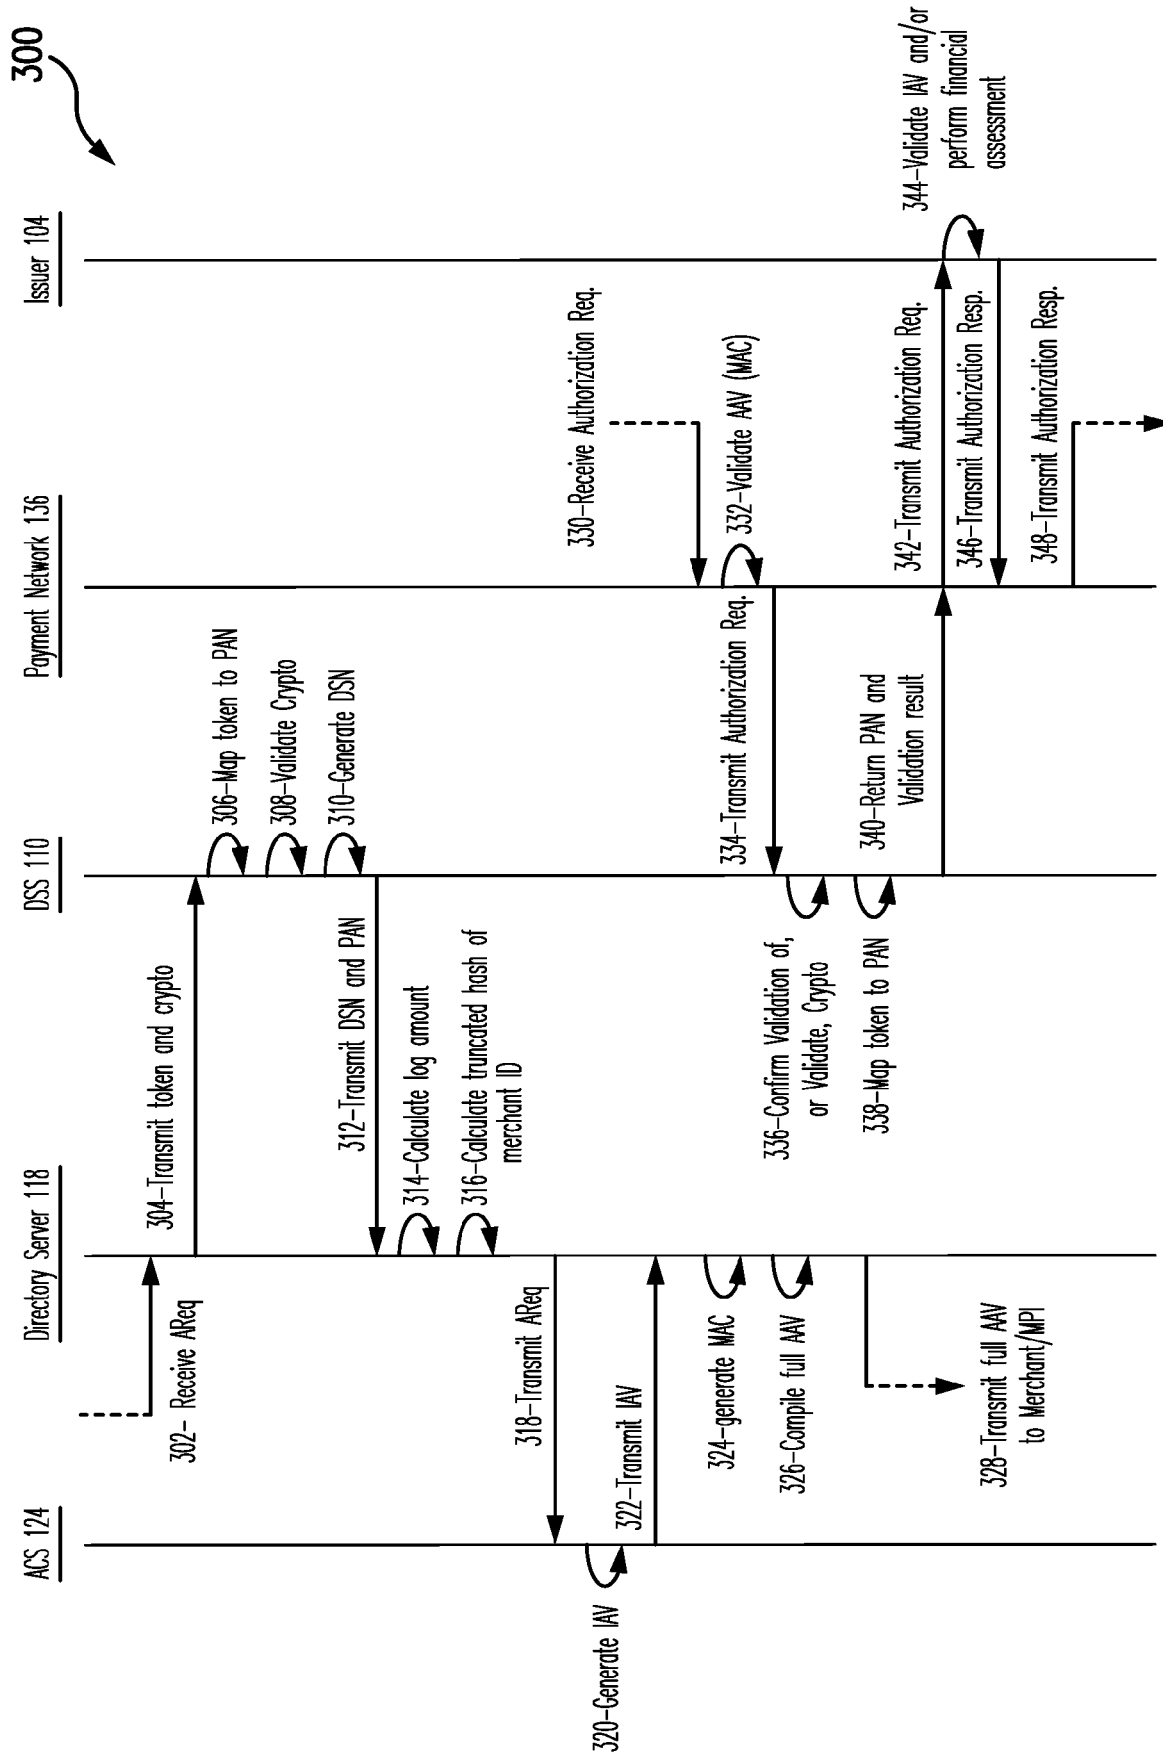 300
ACS 124
Directory Server 118
DSS 110
Payment Network 136
Issuer 104
302- Receive AReq
304-Transmit token and crypto
306-Map token to PAN
308-Validate Crypto
310-Generate DSN
312-Transmit DSN and PAN
314-Calculate log amount
316-Calculate truncated hash of
merchant ID
318-Transmit AReq
320-Generate IAV
322-Transmit IAV
324-generate MAC
326-Compile full AAV
328-Transmit full AAV
to Merchant/MPI
330-Receive Authorization Req.
332-Validate AAV (MAC)
334-Transmit Authorization Req.
336-Confirm Validation of,
or Validate, Crypto
338-Map token to PAN
340-Return PAN and
Validation result
342-Transmit Authorization Req.
344-Validate IAV and/or
perform financial
assessment
346-Transmit Authorization Resp.
348-Transmit Authorization Resp.